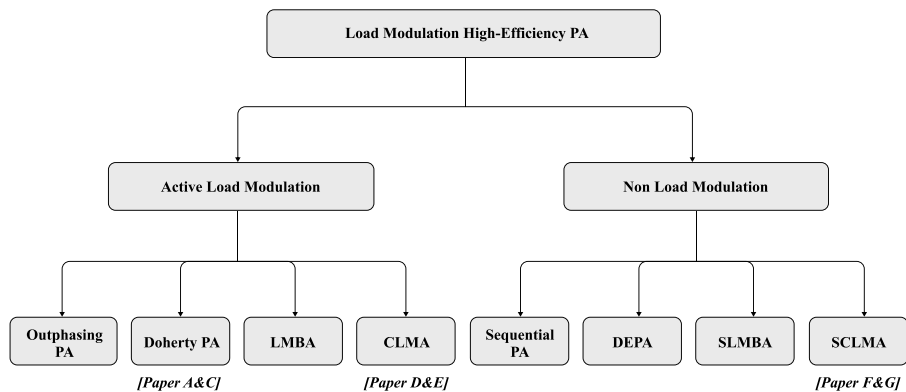 Load Modulation High-Efficiency PA
Active Load Modulation
Non Load Modulation
Outphasing
PA
Doherty PA
LMBA
CLMA
Sequential
PA
DEPA
SLMBA
SCLMA
[Paper A&C]
[Paper D&E]
[Paper F&G]